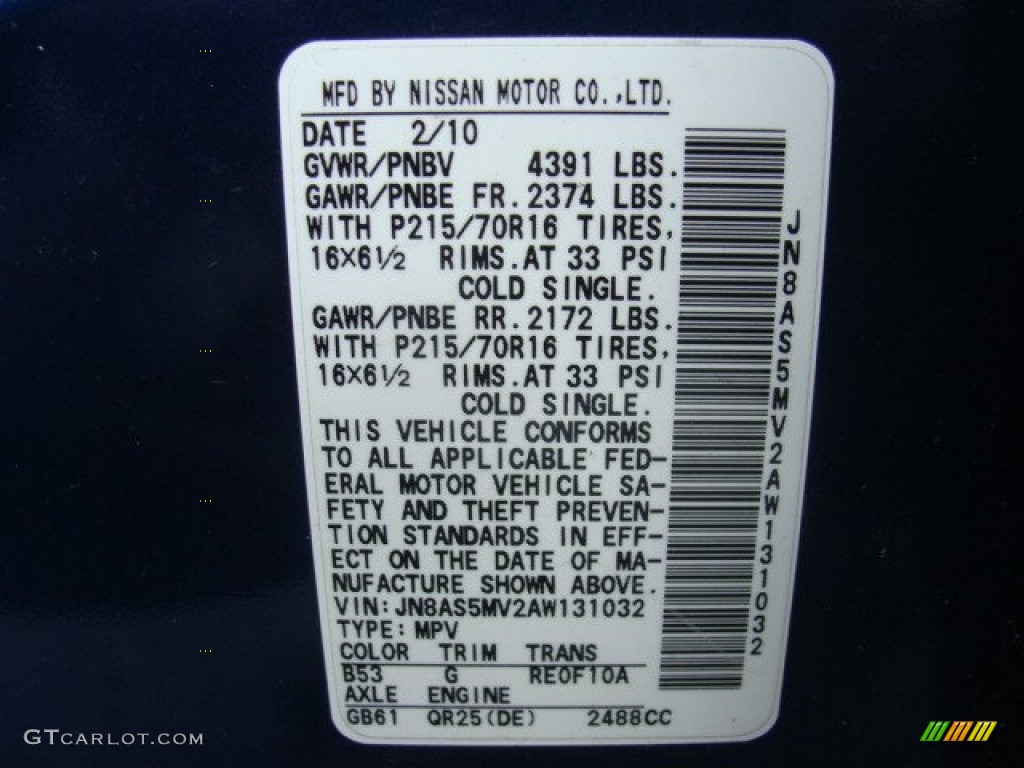 MFD BY NISSAN MOTOR CO.,LTD.
DATE 2/10
GVWR/PNBV 4391 LBS.
GAWR/PNBE FR.2374 LBS.
WITH P215/70R16 TIRES,
16X6½ RIMS.AT 33 PSI
COLD SINGLE.
GAWR/PNBE RR.2172 LBS.
WITH P215/70R16 TIRES,
16X6½ RIMS.AT 33 PSI
COLD SINGLE.
THIS VEHICLE CONFORMS
TO ALL APPLICABLE FED-
ERAL MOTOR VEHICLE SA-
FETY AND THEFT PREVEN-
TION STANDARDS IN EFF-
ECT ON THE DATE OF MA-
NUFACTURE SHOWN ABOVE.
VIN:JN8AS5MV2AW131032
TYPE:MPV
COLOR TRIM TRANS
B53 G RE0F10A
AXLE ENGINE
GB61 QR25(DE) 2488CC
JN8AS5MV2AW131032
GTCARLOT.COM